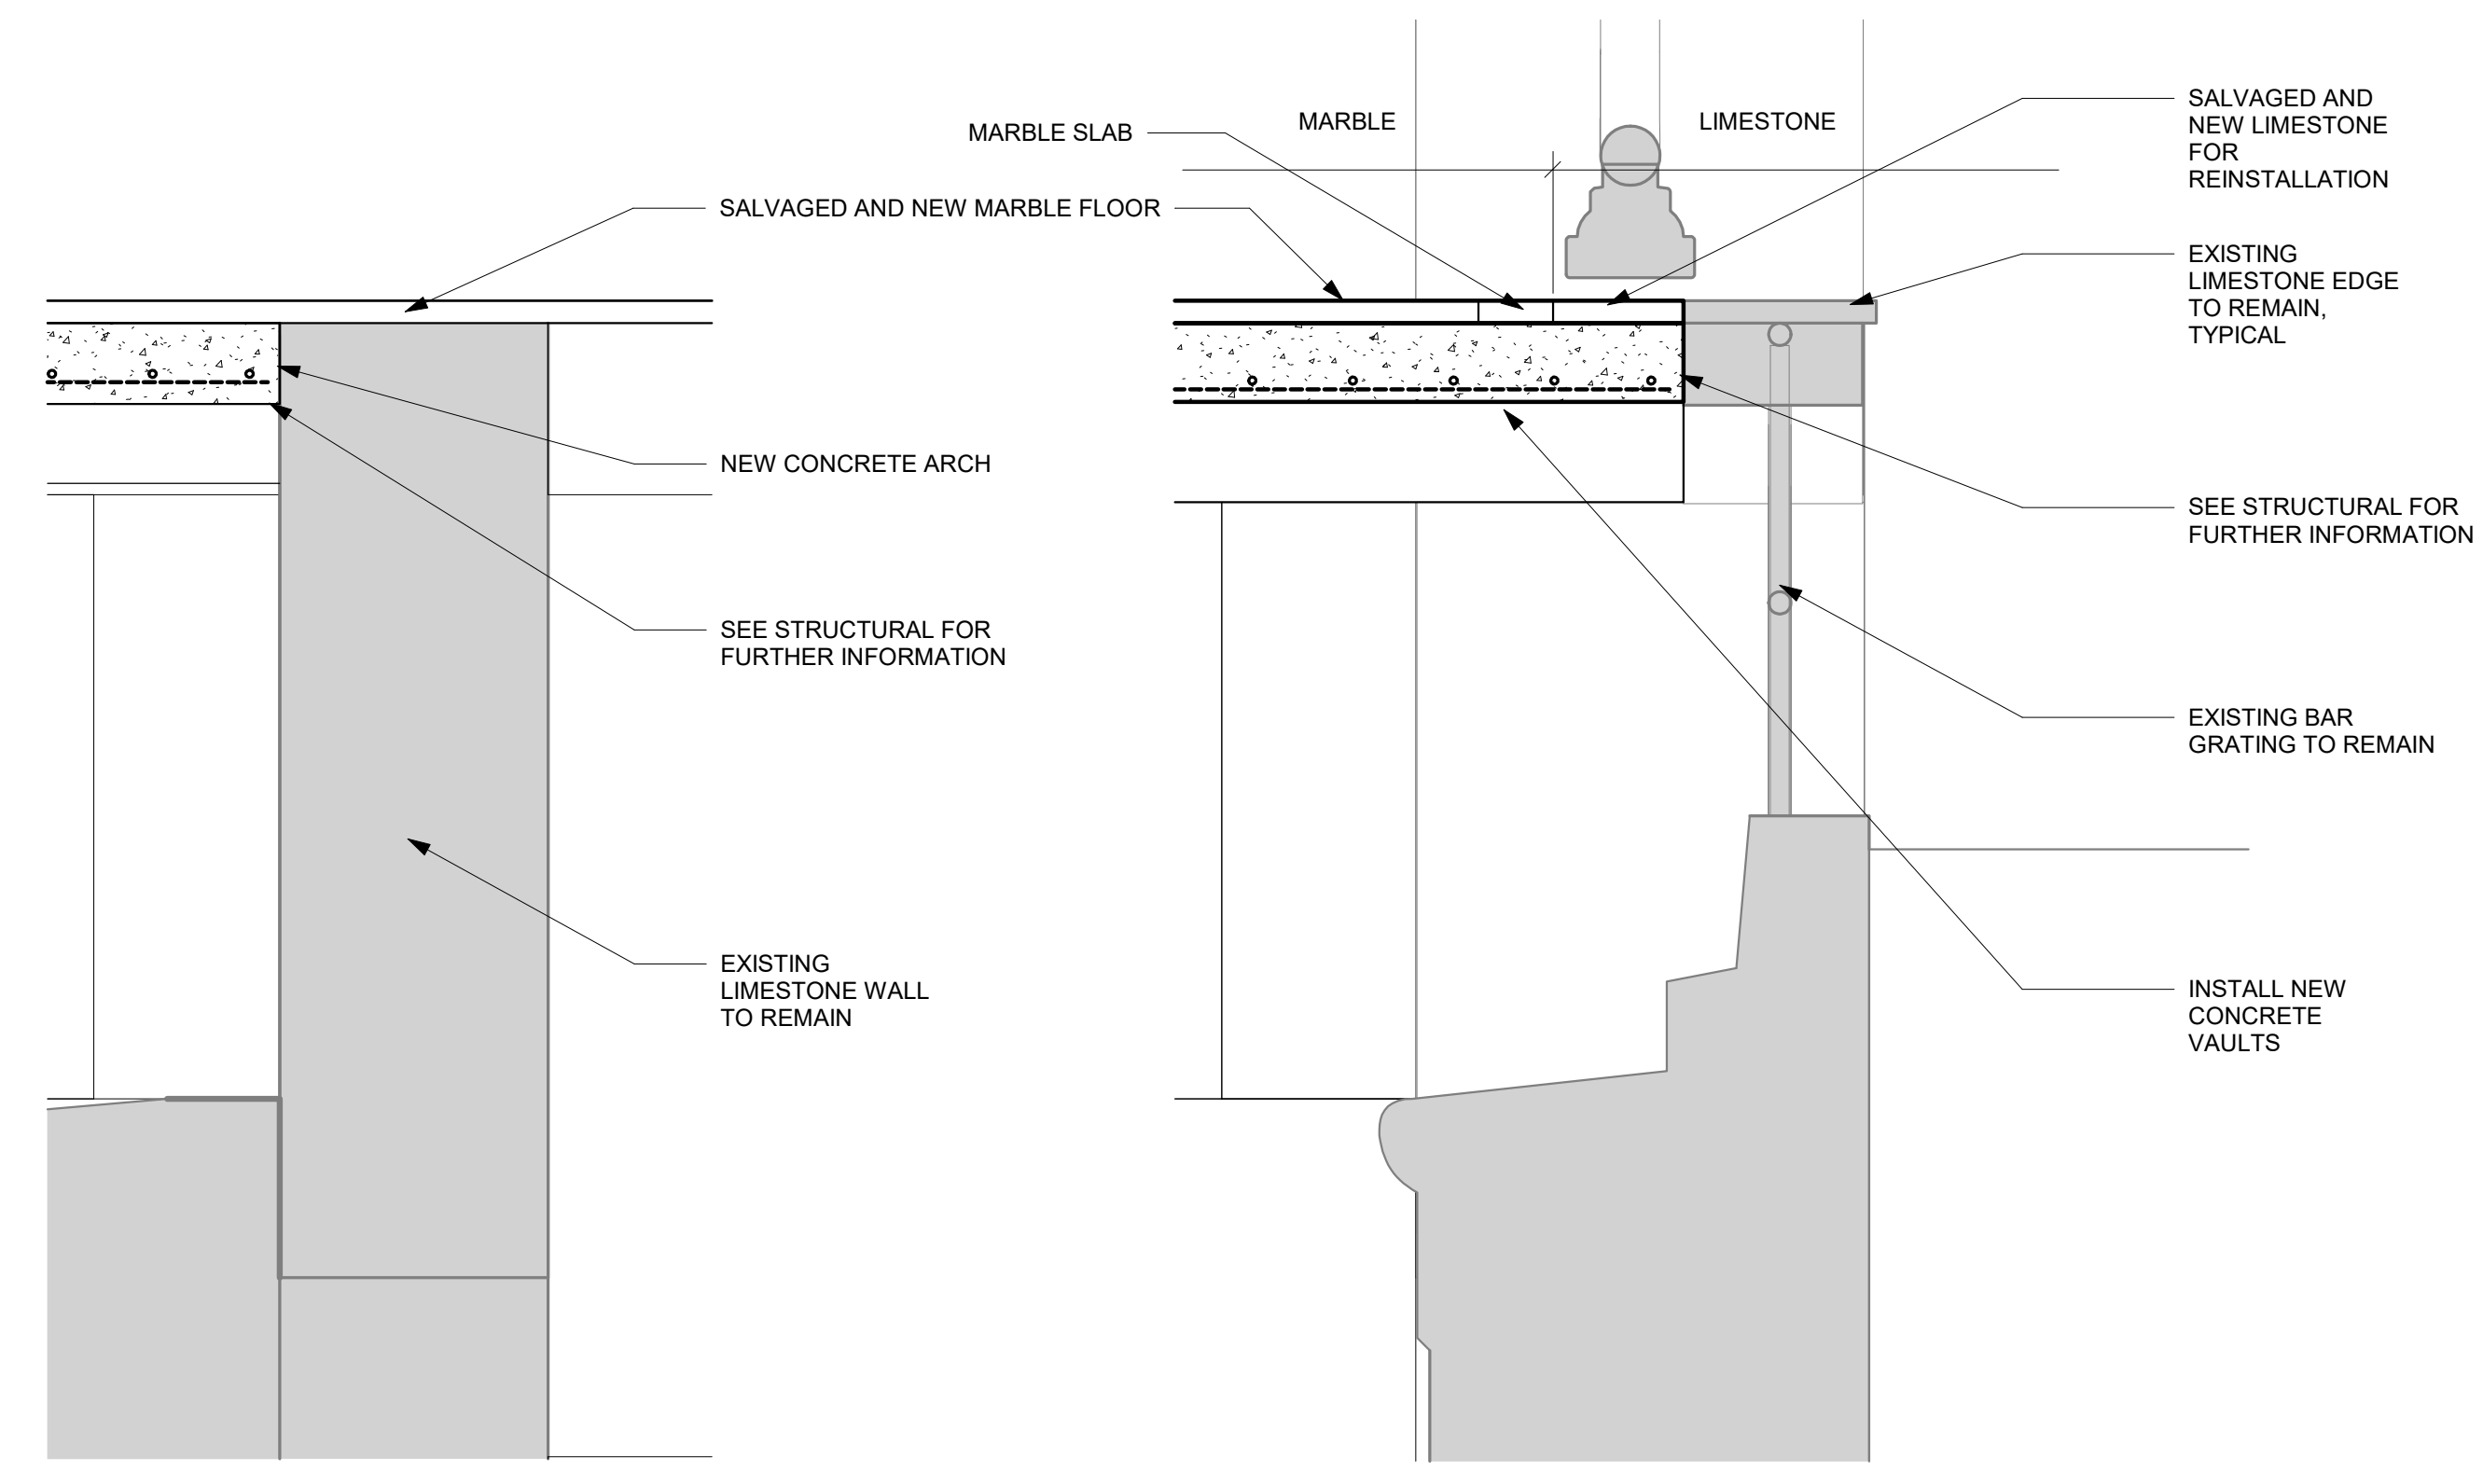 MARBLE SLAB
MARBLE
LIMESTONE
SALVAGED AND NEW MARBLE FLOOR
NEW CONCRETE ARCH
SEE STRUCTURAL FOR
FURTHER INFORMATION
EXISTING
LIMESTONE WALL
TO REMAIN
SALVAGED AND
NEW LIMESTONE
FOR
REINSTALLATION
EXISTING
LIMESTONE EDGE
TO REMAIN,
TYPICAL
SEE STRUCTURAL FOR
FURTHER INFORMATION
EXISTING BAR
GRATING TO REMAIN
INSTALL NEW
CONCRETE
VAULTS